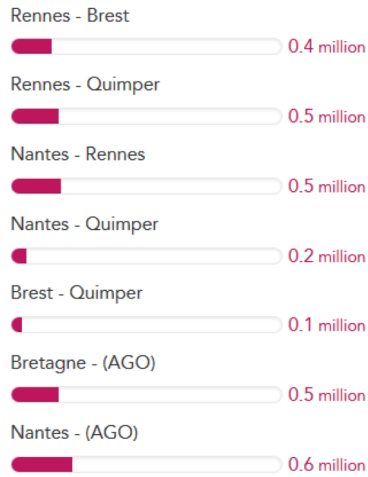 Rennes - Brest
0.4 million
Rennes - Quimper
0.5 million
Nantes - Rennes
0.5 million
Nantes - Quimper
0.2 million
Brest - Quimper
0.1 million
Bretagne - (AGO)
0.5 million
Nantes - (AGO)
0.6 million